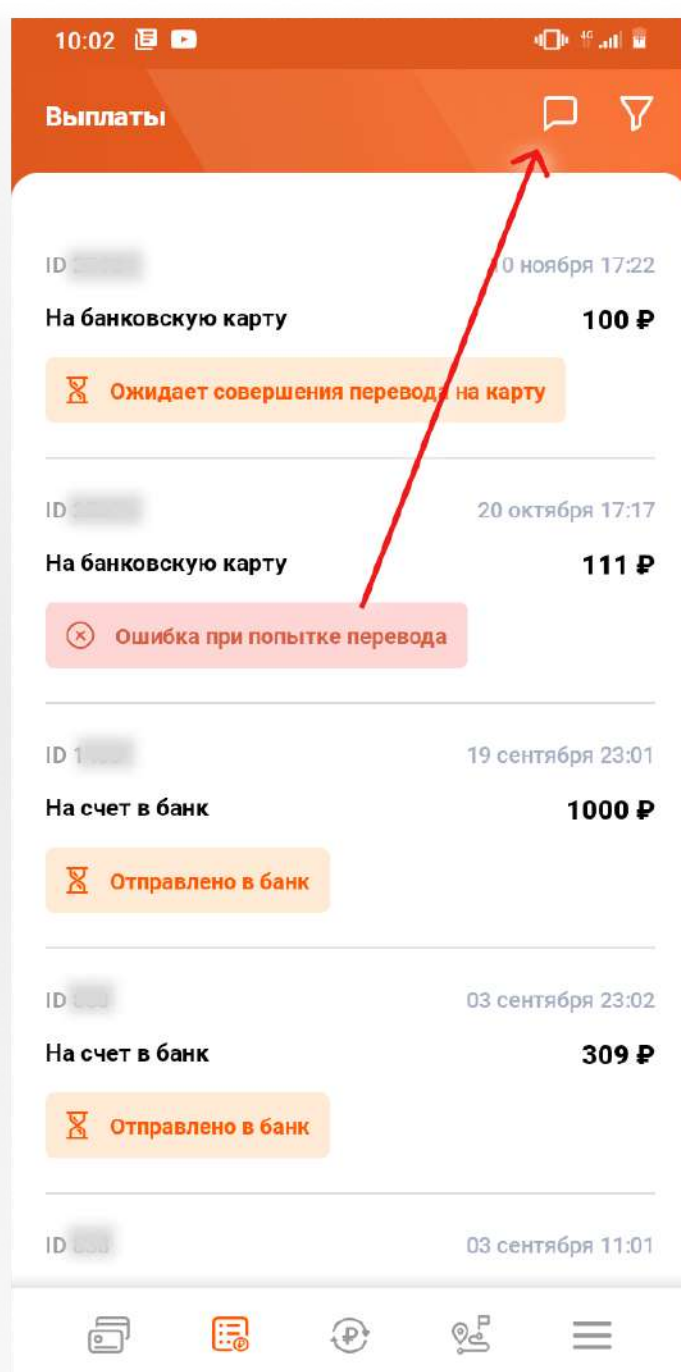 10:02
4G
Выплаты
ID
10 ноября 17:22
На банковскую карту
100 ₽
Ожидает совершения перевода на карту
ID
20 октября 17:17
На банковскую карту
111 ₽
Ошибка при попытке перевода
ID 1
19 сентября 23:01
На счет в банк
1000 ₽
Отправлено в банк
ID
03 сентября 23:02
На счет в банк
309 ₽
Отправлено в банк
ID
03 сентября 11:01